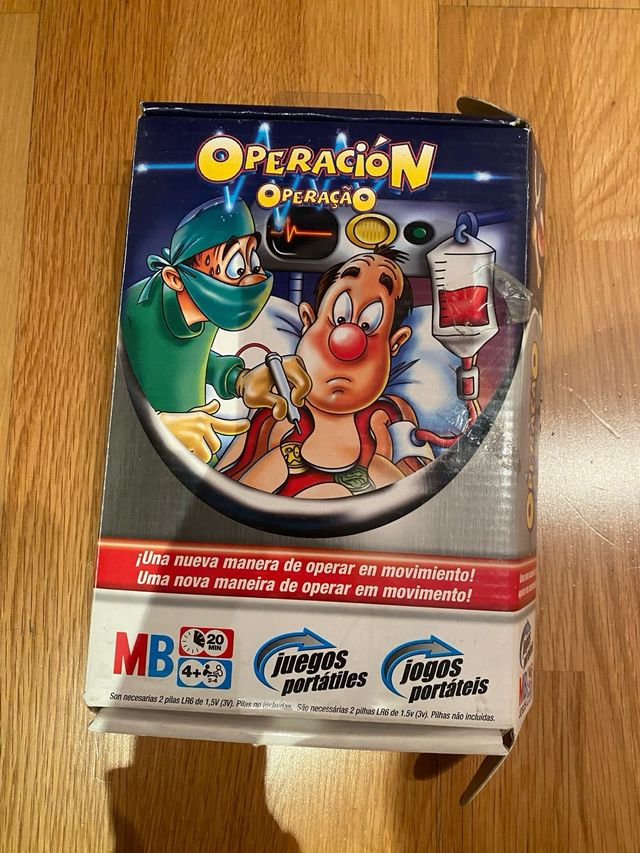 OPERACIÓN
OPERAÇÃO
¡Una nueva manera de operar en movimiento!
Uma nova maneira de operar em movimento!
MB
20 MIN
4+
2-4
juegos portátiles
jogos portáteis
Son necesarias 2 pilas LR6 de 1,5V (3V). Pilas no incluidas. São necessárias 2 pilhas LR6 de 1.5v (3v). Pilhas não incluídas.